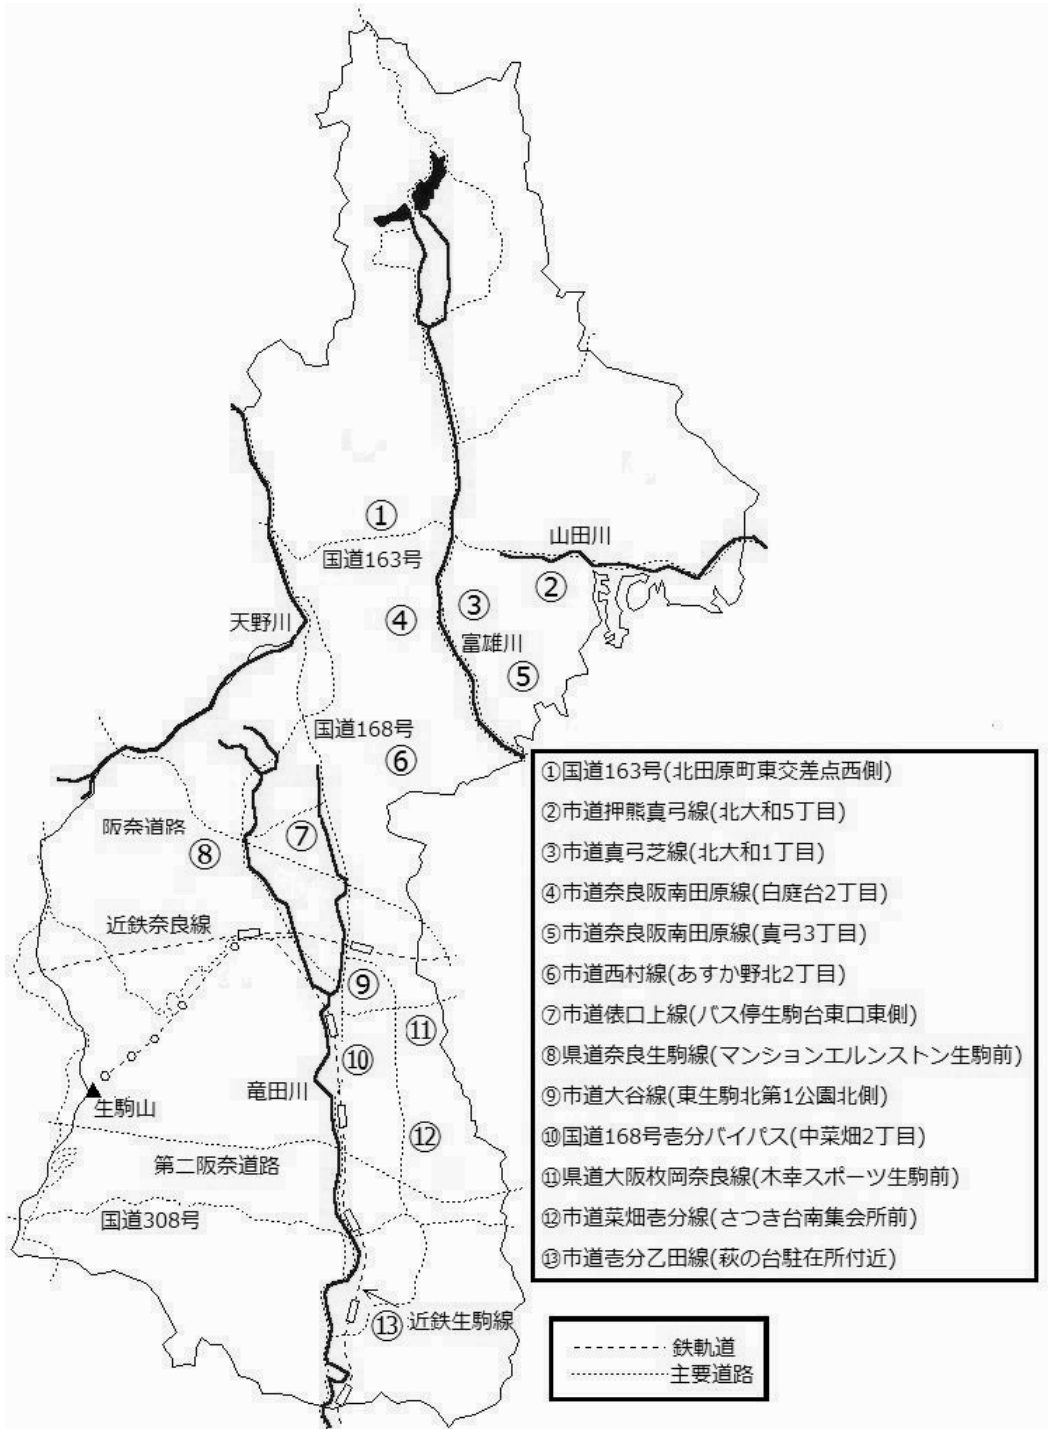 ①
山田川
国道163号
②
③
④
天野川
富雄川
⑤
国道168号
⑥
阪奈道路
⑦
⑧
近鉄奈良線
⑨
⑪
⑩
竜田川
生駒山
⑫
第二阪奈道路
国道308号
⑬
近鉄生駒線
①国道163号(北田原町東交差点西側)
②市道押熊真弓線(北大和5丁目)
③市道真弓芝線(北大和1丁目)
④市道奈良阪南田原線(白庭台2丁目)
⑤市道奈良阪南田原線(真弓3丁目)
⑥市道西村線(あすか野北2丁目)
⑦市道俵口上線(バス停生駒台東口東側)
⑧県道奈良生駒線(マンションエルンストン生駒前)
⑨市道大谷線(東生駒北第1公園北側)
⑩国道168号壱分バイパス(中菜畑2丁目)
⑪県道大阪枚岡奈良線(木幸スポーツ生駒前)
⑫市道菜畑壱分線(さつき台南集会所前)
⑬市道壱分乙田線(萩の台駐在所付近)
鉄軌道
主要道路